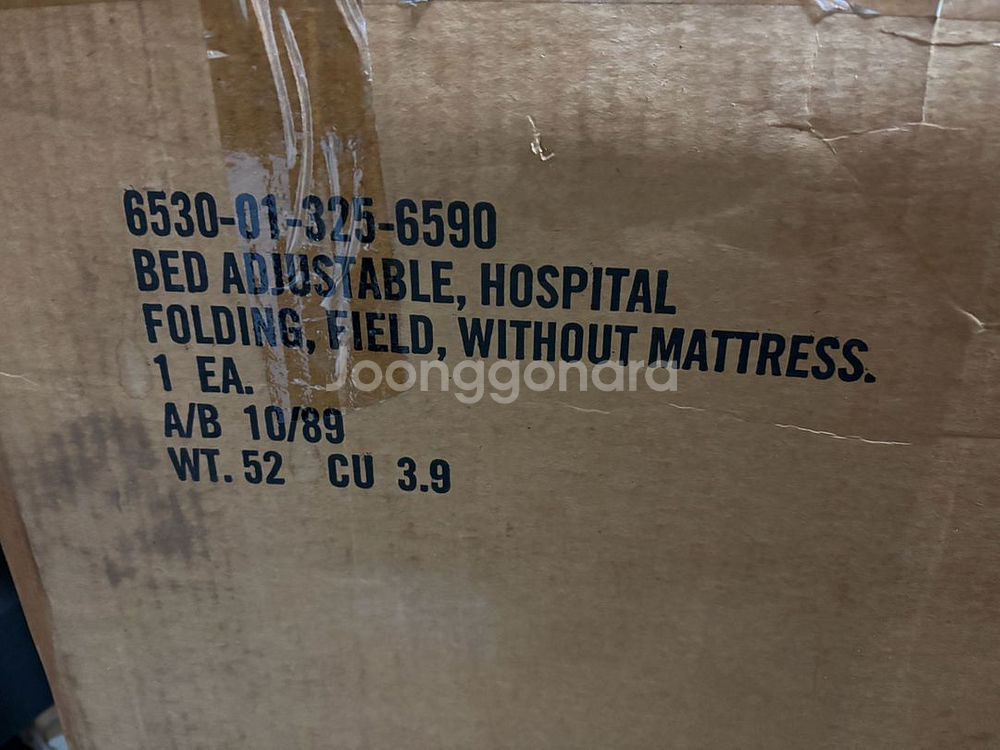 6530-01-325-6590
BED ADJUSTABLE, HOSPITAL
FOLDING, FIELD, WITHOUT MATTRESS.
1 EA.
Joonggonara
A/B 10/89
WT. 52 CU 3.9